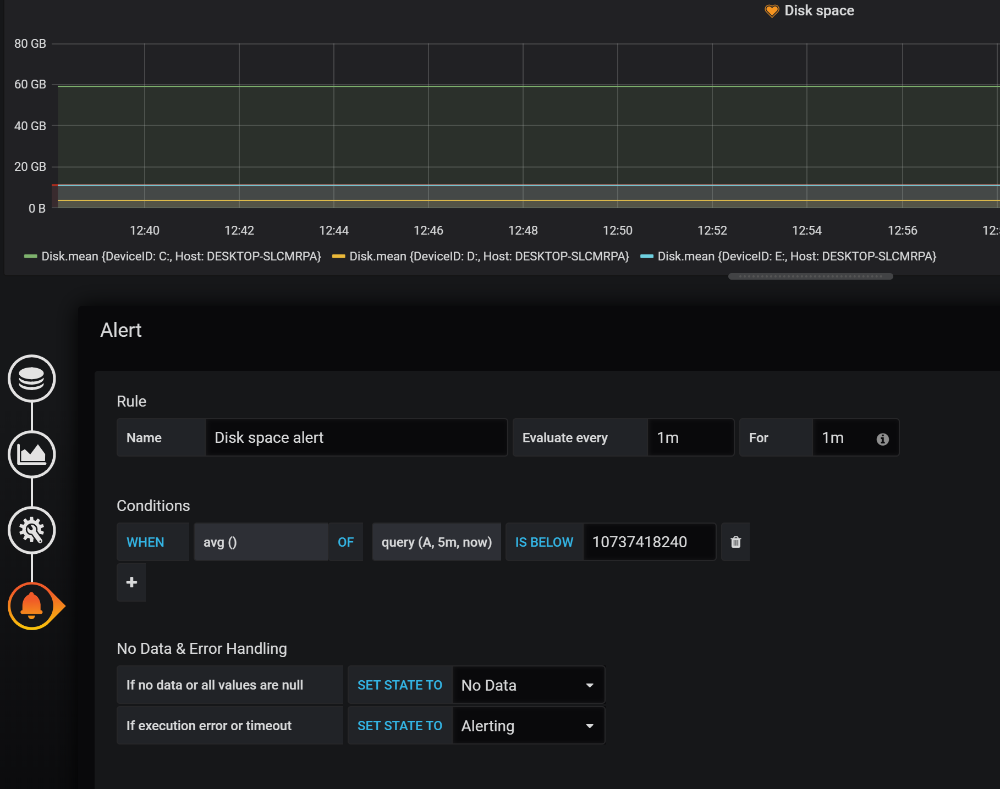 Disk space
80 GB
60 GB
40 GB
20 GB
0 B
12:40 12:42 12:44 12:46 12:48 12:50 12:52 12:54 12:56
Disk.mean {DeviceID: C:, Host: DESKTOP-SLCMRPA} Disk.mean {DeviceID: D:, Host: DESKTOP-SLCMRPA} Disk.mean {DeviceID: E:, Host: DESKTOP-SLCMRPA}
Alert
Rule
Name Disk space alert Evaluate every 1m For 1m
Conditions
WHEN avg () OF query (A, 5m, now) IS BELOW 10737418240
No Data & Error Handling
If no data or all values are null SET STATE TO No Data
If execution error or timeout SET STATE TO Alerting